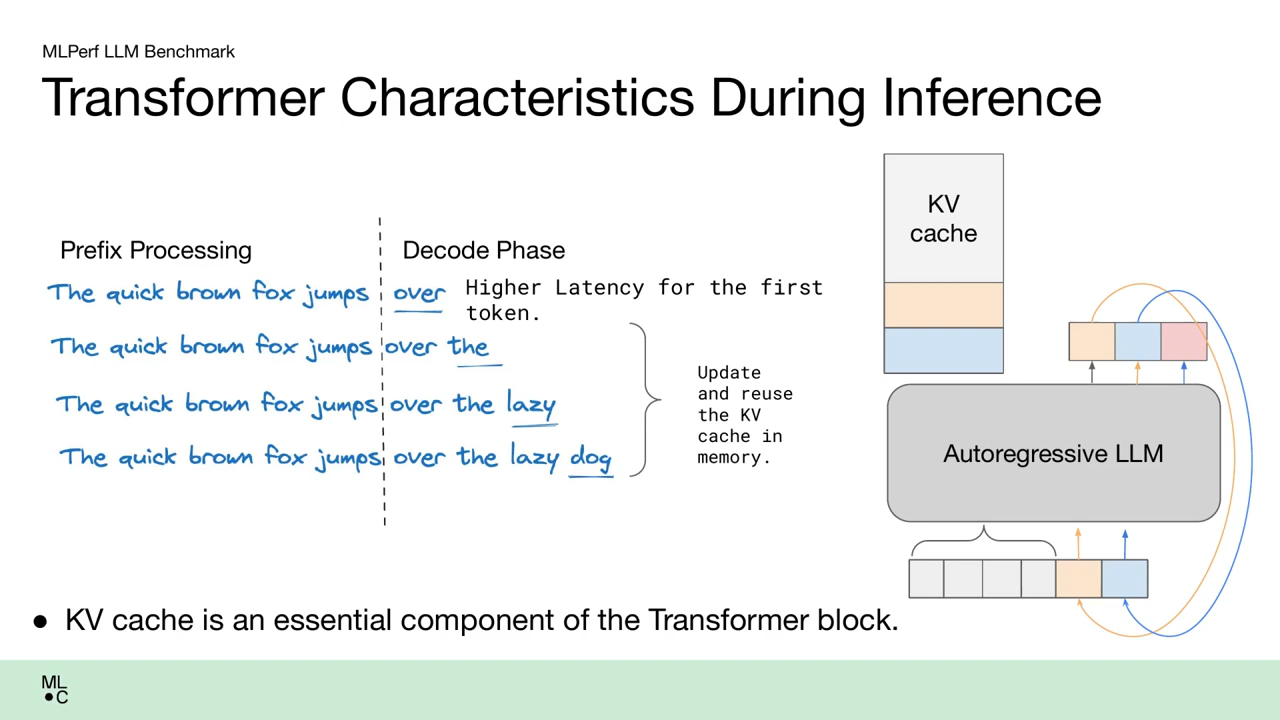 MLPerf LLM Benchmark
Transformer Characteristics During Inference
Prefix Processing
Decode Phase
The quick brown fox jumps over
Higher Latency for the first
token.
The quick brown fox jumps over the
The quick brown fox jumps over the lazy
The quick brown fox jumps over the lazy dog
Update
and reuse
the KV
cache in
memory.
KV
cache
Autoregressive LLM
● KV cache is an essential component of the Transformer block.
ML
●C